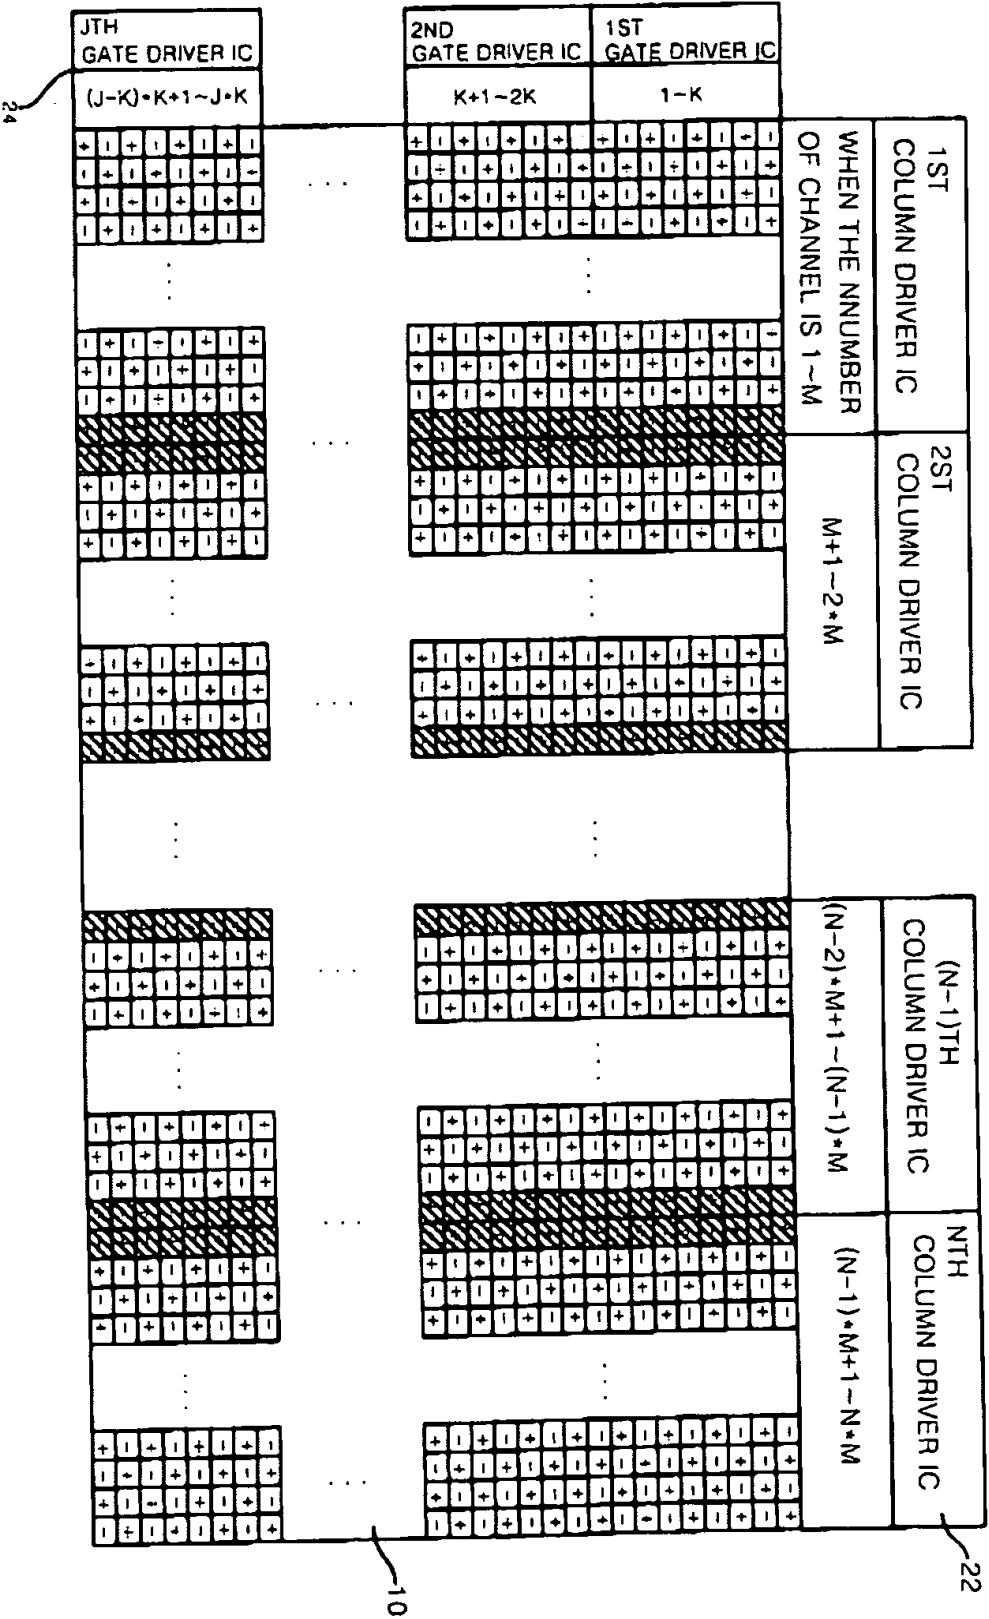 1ST
COLUMN DRIVER IC
2ST
COLUMN DRIVER IC
(N-1)TH
COLUMN DRIVER IC
NTH
COLUMN DRIVER IC
22
WHEN THE NNUMBER
OF CHANNEL IS 1~M
M+1~2*M
(N-2)*M+1~(N-1)*M
(N-1)*M+1~N*M
1ST
GATE DRIVER IC
1~K
2ND
GATE DRIVER IC
K+1~2K
JTH
GATE DRIVER IC
(J-K)*K+1~J*K
24
10